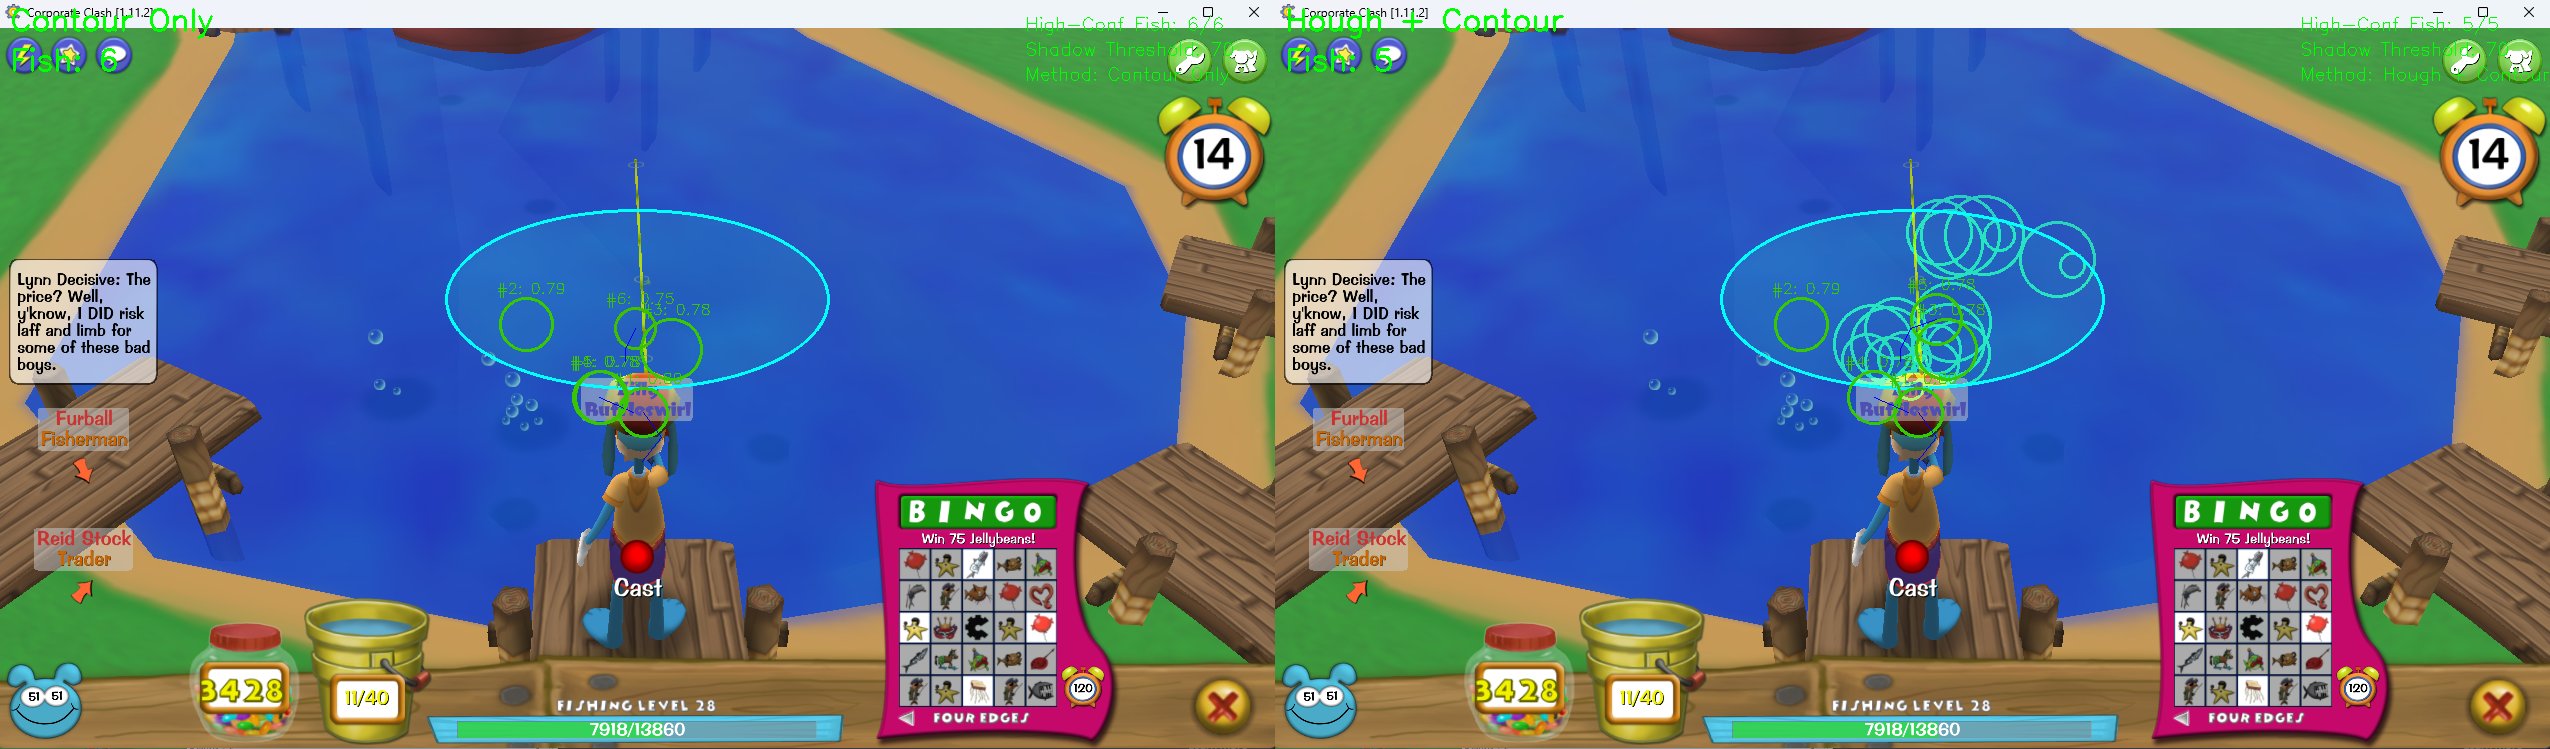 Corporate Clash [1.11.2]
Contour Only
Fish: 6
High-Conf Fish: 6/6
Shadow Threshold: 70
Method: Contour Only
14
Lynn Decisive: The
price? Well,
y'know, I DID risk
laff and limb for
some of these bad
boys.
#2: 0.79
#6: 0.75
#3: 0.78
Furball
Fisherman
Reid Stock
Trader
Cast
BINGO
Win 75 Jellybeans!
120
FOUR EDGES
51 51
3428
11/40
FISHING LEVEL 28
7918/13860
Corporate Clash [1.11.2]
Hough + Contour
Fish: 5
High-Conf Fish: 5/5
Shadow Threshold: 70
Method: Hough + Contour
14
Lynn Decisive: The
price? Well,
y'know, I DID risk
laff and limb for
some of these bad
boys.
#2: 0.79
Furball
Fisherman
Reid Stock
Trader
Cast
BINGO
Win 75 Jellybeans!
120
FOUR EDGES
51 51
3428
11/40
FISHING LEVEL 28
7918/13860